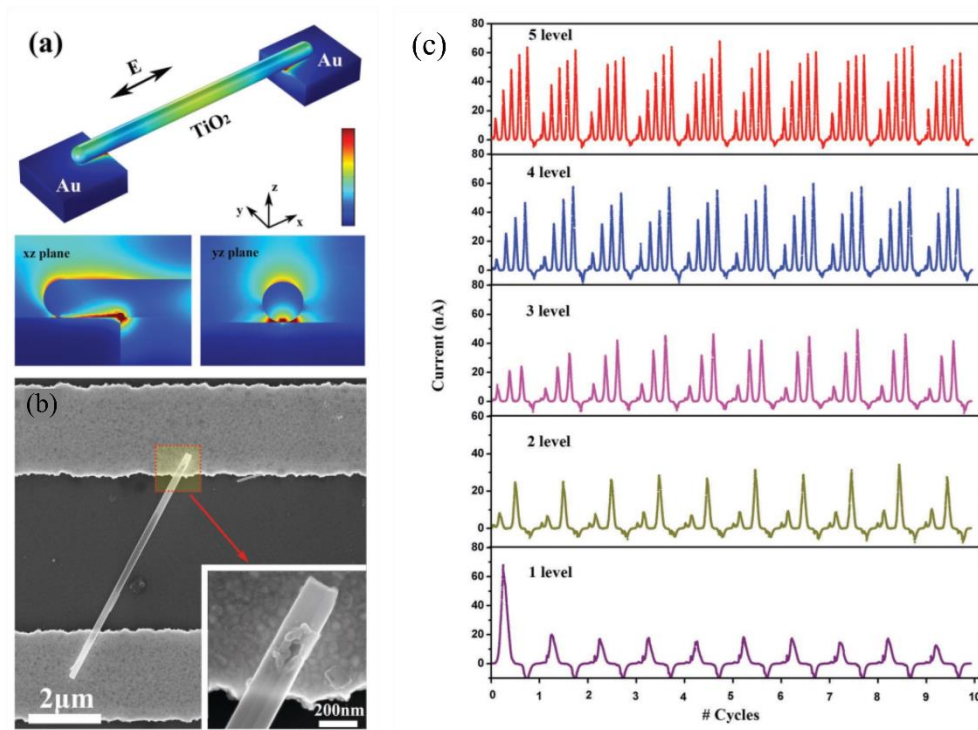 (a)
E
Au
TiO₂
Au
z
y
x
xz plane
yz plane
(b)
2μm
200nm
(c)
Current (nA)
5 level
80
60
40
20
0
4 level
80
60
40
20
0
3 level
80
60
40
20
0
2 level
80
60
40
20
0
1 level
80
60
40
20
0
0 1 2 3 4 5 6 7 8 9 10
# Cycles